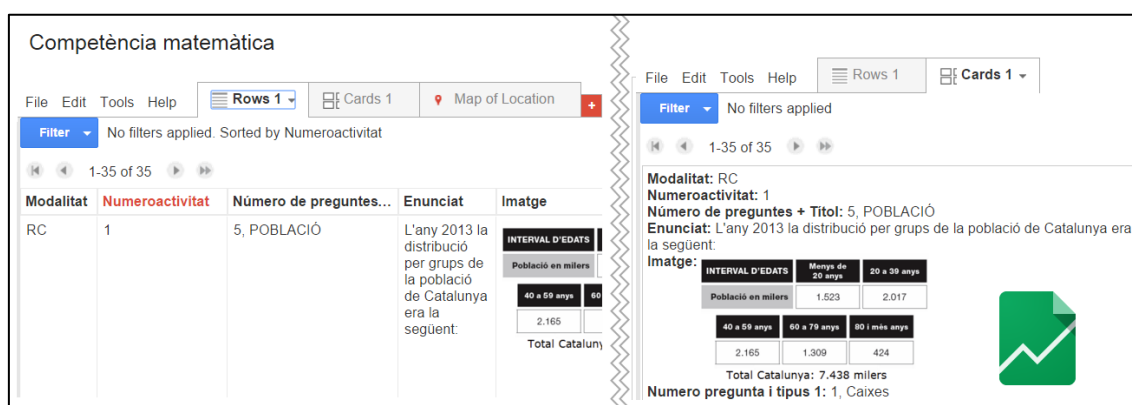 Competència matemàtica
File Edit Tools Help Rows 1 Cards 1 Map of Location +
Filter No filters applied. Sorted by Numeroactivitat
1-35 of 35
Modalitat Numeroactivitat Número de preguntes... Enunciat Imatge
RC 1 5, POBLACIÓ L'any 2013 la
distribució
per grups de
la població
de Catalunya
era la
següent:
INTERVAL D'EDATS
Població en milers
40 a 59 anys 60
2.165
Total Cataluny
File Edit Tools Help Rows 1 Cards 1
Filter No filters applied
1-35 of 35
Modalitat: RC
Numeroactivitat: 1
Número de preguntes + Títol: 5, POBLACIÓ
Enunciat: L'any 2013 la distribució per grups de la població de Catalunya era
la següent:
Imatge:
INTERVAL D'EDATS Menys de 20 anys 20 a 39 anys
Població en milers 1.523 2.017
40 a 59 anys 60 a 79 anys 80 i més anys
2.165 1.309 424
Total Catalunya: 7.438 milers
Numero pregunta i tipus 1: 1, Caixes